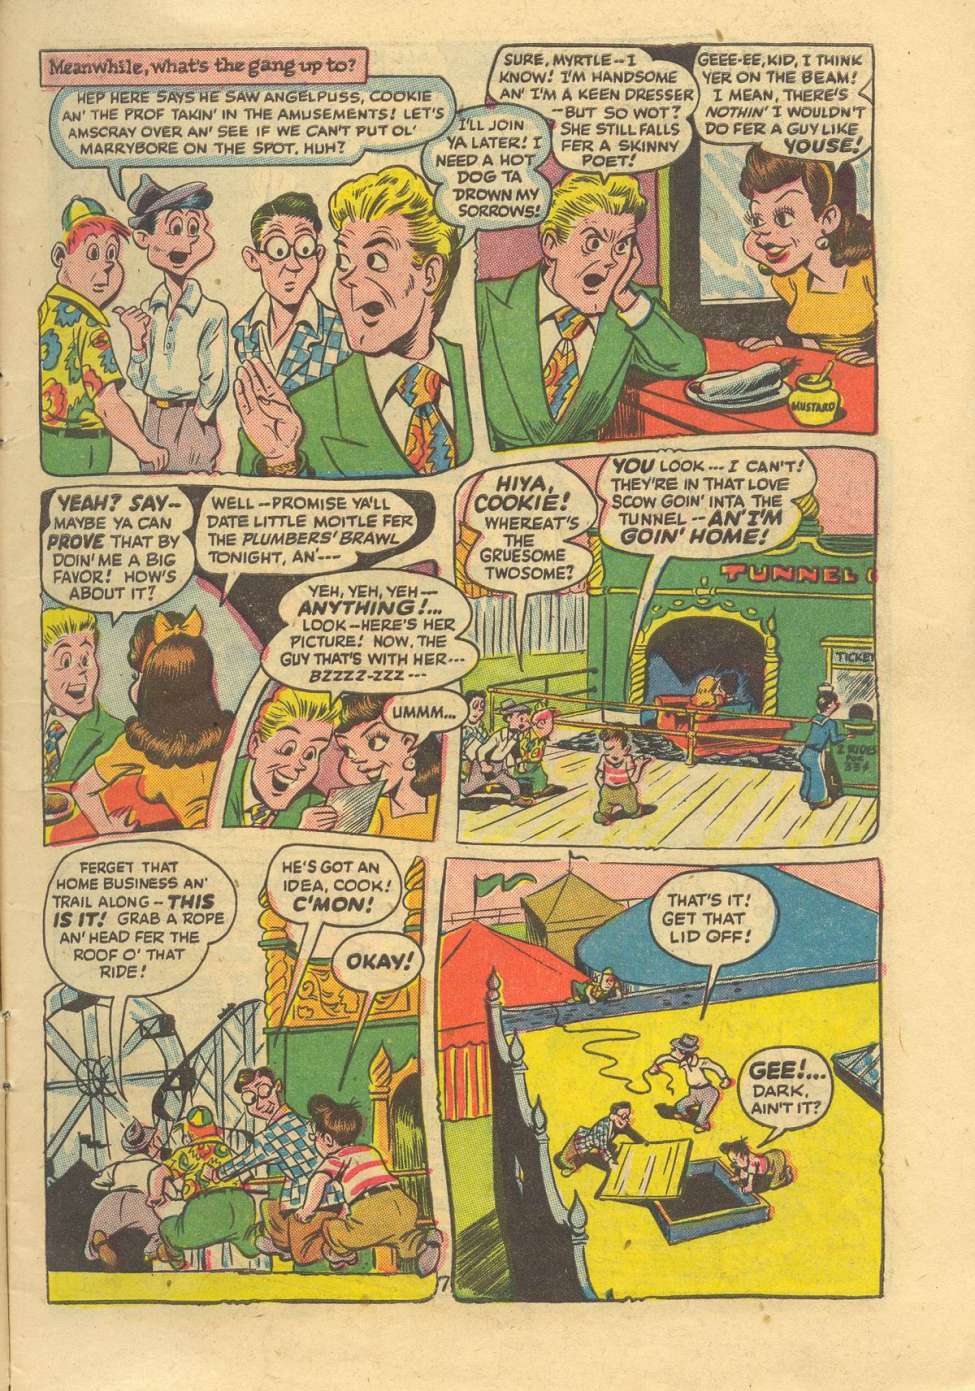 Meanwhile, what's the gang up to?
HEP HERE SAYS HE SAW ANGELPUSS, COOKIE
AN' THE PROF TAKIN' IN THE AMUSEMENTS! LET'S
AMSCRAY OVER AN' SEE IF WE CAN'T PUT OL'
MARRYBORE ON THE SPOT, HUH?
I'LL JOIN
YA LATER! I
NEED A HOT
DOG TA
DROWN MY
SORROWS!
SURE, MYRTLE--I
KNOW! I'M HANDSOME
AN' I'M A KEEN DRESSER
--BUT SO WOT?
SHE STILL FALLS
FER A SKINNY
POET!
GEEE-EE, KID, I THINK
YER ON THE BEAM!
I MEAN, THERE'S
NOTHIN' I WOULDN'T
DO FER A GUY LIKE
YOUSE!
MUSTARD
YEAH? SAY--
MAYBE YA CAN
PROVE THAT BY
DOIN' ME A BIG
FAVOR! HOW'S
ABOUT IT?
WELL--PROMISE YA'LL
DATE LITTLE MOITLE FER
THE PLUMBERS' BRAWL
TONIGHT, AN'---
YEH, YEH, YEH--
ANYTHING!...
LOOK--HERE'S HER
PICTURE! NOW, THE
GUY THAT'S WITH HER---
BZZZZ-ZZZ---
UMMM...
HIYA,
COOKIE!
WHEREAT'S
THE
GRUESOME
TWOSOME?
YOU LOOK---I CAN'T!
THEY'RE IN THAT LOVE
SCOW GOIN' INTA THE
TUNNEL--AN' I'M
GOIN' HOME!
TUNNEL
TICKET
2 RIDES
FOR
35¢
FERGET THAT
HOME BUSINESS AN'
TRAIL ALONG--THIS
IS IT! GRAB A ROPE
AN' HEAD FER THE
ROOF O' THAT
RIDE!
HE'S GOT AN
IDEA, COOK!
C'MON!
OKAY!
THAT'S IT!
GET THAT
LID OFF!
GEE!...
DARK,
AIN'T IT?
7